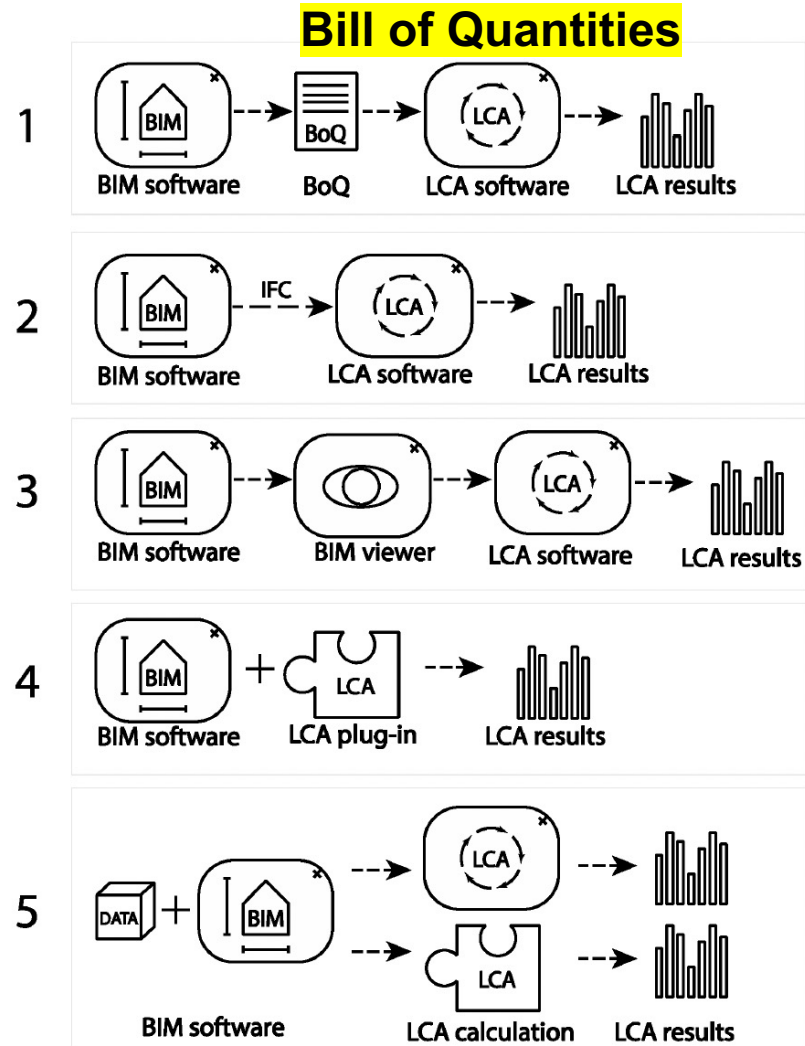 Bill of Quantities
1
BIM
BoQ
LCA
BIM software
BoQ
LCA software
LCA results
2
BIM
IFC
LCA
BIM software
LCA software
LCA results
3
BIM
LCA
BIM software
BIM viewer
LCA software
LCA results
4
BIM
LCA
BIM software
LCA plug-in
LCA results
5
DATA
BIM
LCA
LCA
BIM software
LCA calculation
LCA results